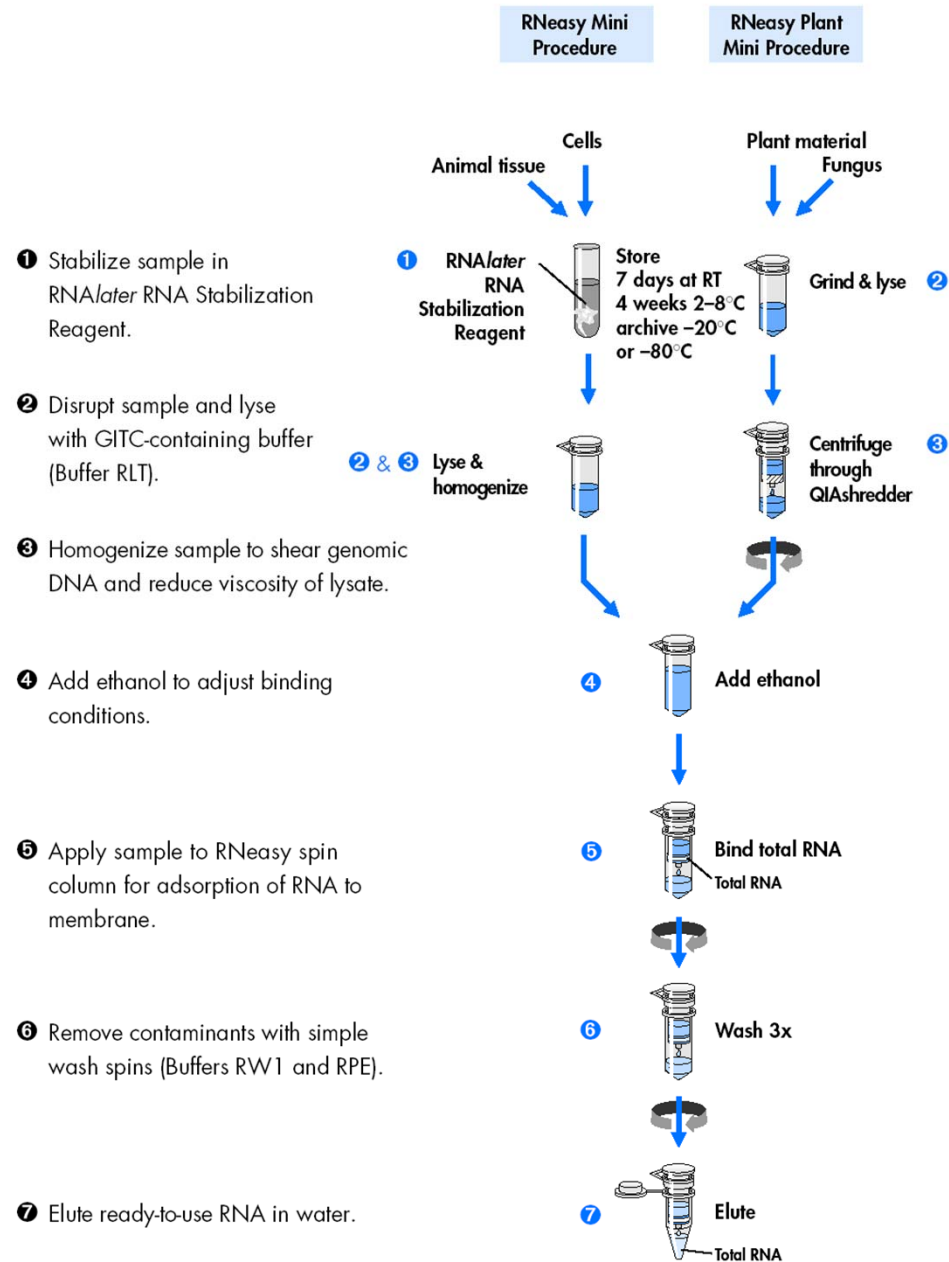 RNeasy Mini
Procedure
RNeasy Plant
Mini Procedure
Cells
Animal tissue
Plant material
Fungus
❶ Stabilize sample in
RNAlater RNA Stabilization
Reagent.
❶ RNAlater
RNA
Stabilization
Reagent
Store
7 days at RT
4 weeks 2–8°C
archive –20°C
or –80°C
Grind & lyse ❷
❷ Disrupt sample and lyse
with GITC-containing buffer
(Buffer RLT).
❷ & ❸ Lyse &
homogenize
Centrifuge ❸
through
QIAshredder
❸ Homogenize sample to shear genomic
DNA and reduce viscosity of lysate.
❹ Add ethanol to adjust binding
conditions.
❹ Add ethanol
❺ Apply sample to RNeasy spin
column for adsorption of RNA to
membrane.
❺ Bind total RNA
Total RNA
❻ Remove contaminants with simple
wash spins (Buffers RW1 and RPE).
❻ Wash 3x
❼ Elute ready-to-use RNA in water.
❼ Elute
Total RNA